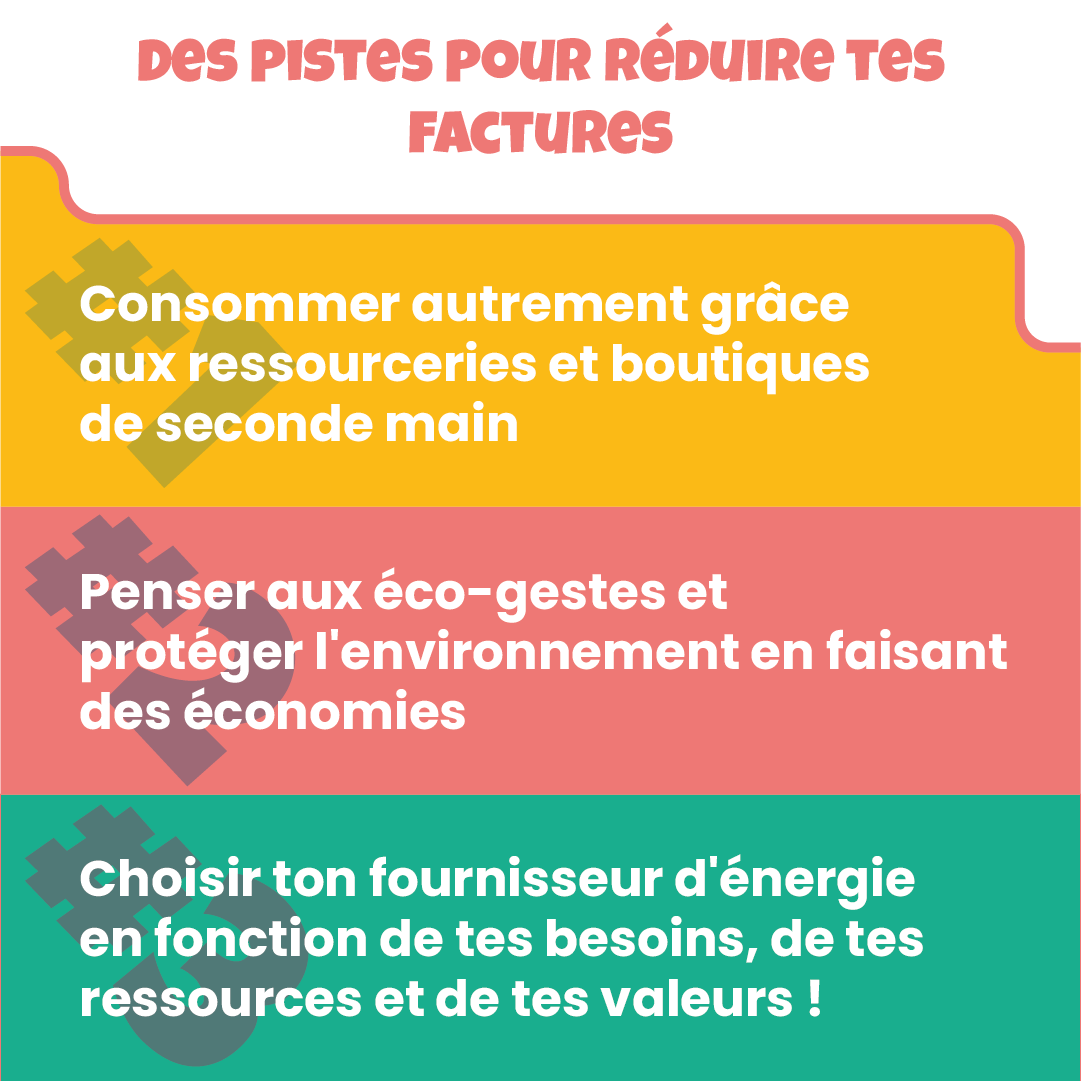 Des pistes pour réduire tes
factures
#1
Consommer autrement grâce
aux ressourceries et boutiques
de seconde main
#2
Penser aux éco-gestes et
protéger l'environnement en faisant
des économies
#3
Choisir ton fournisseur d'énergie
en fonction de tes besoins, de tes
ressources et de tes valeurs !